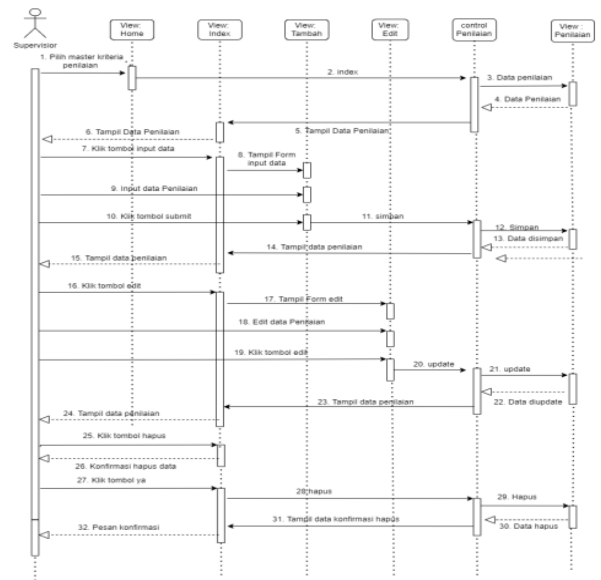 View:
Home
View:
Index
View:
Tambah
View:
Edit
control
Penilaian
View :
Penilaian
Supervisior
1. Pilih master kriteria
penilaian
2. index
3. Data penilaian
4. Data Penilaian
5. Tampil Data Penilaian
6. Tampil Data Penilaian
7. Klik tombol input data
8. Tampil Form
input data
9. Input data Penilaian
10. Klik tombol submit
11. simpan
12. Simpan
13. Data disimpan
14. Tampil data penilaian
15. Tampil data penilaian
16. Klik tombol edit
17. Tampil Form edit
18. Edit data Penilaian
19. Klik tombol edit
20. update
21. update
22. Data diupdate
23. Tampil data penilaian
24. Tampil data penilaian
25. Klik tombol hapus
26. Konfirmasi hapus data
27. Klik tombol ya
28.hapus
29. Hapus
30. Data hapus
31. Tampil data konfirmasi hapus
32. Pesan konfirmasi